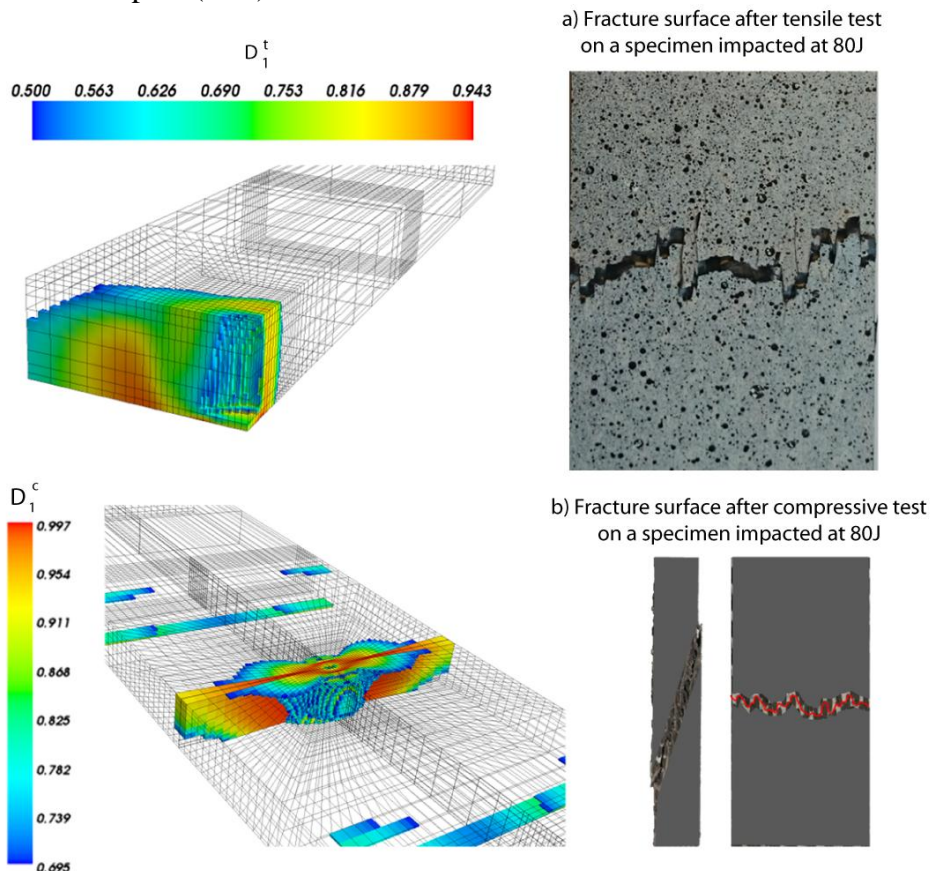 a) Fracture surface after tensile test
on a specimen impacted at 80J
D₁ᵗ
0.500 0.563 0.626 0.690 0.753 0.816 0.879 0.943
D₁ᶜ
0.997
0.954
0.911
0.868
0.825
0.782
0.739
0.695
b) Fracture surface after compressive test
on a specimen impacted at 80J